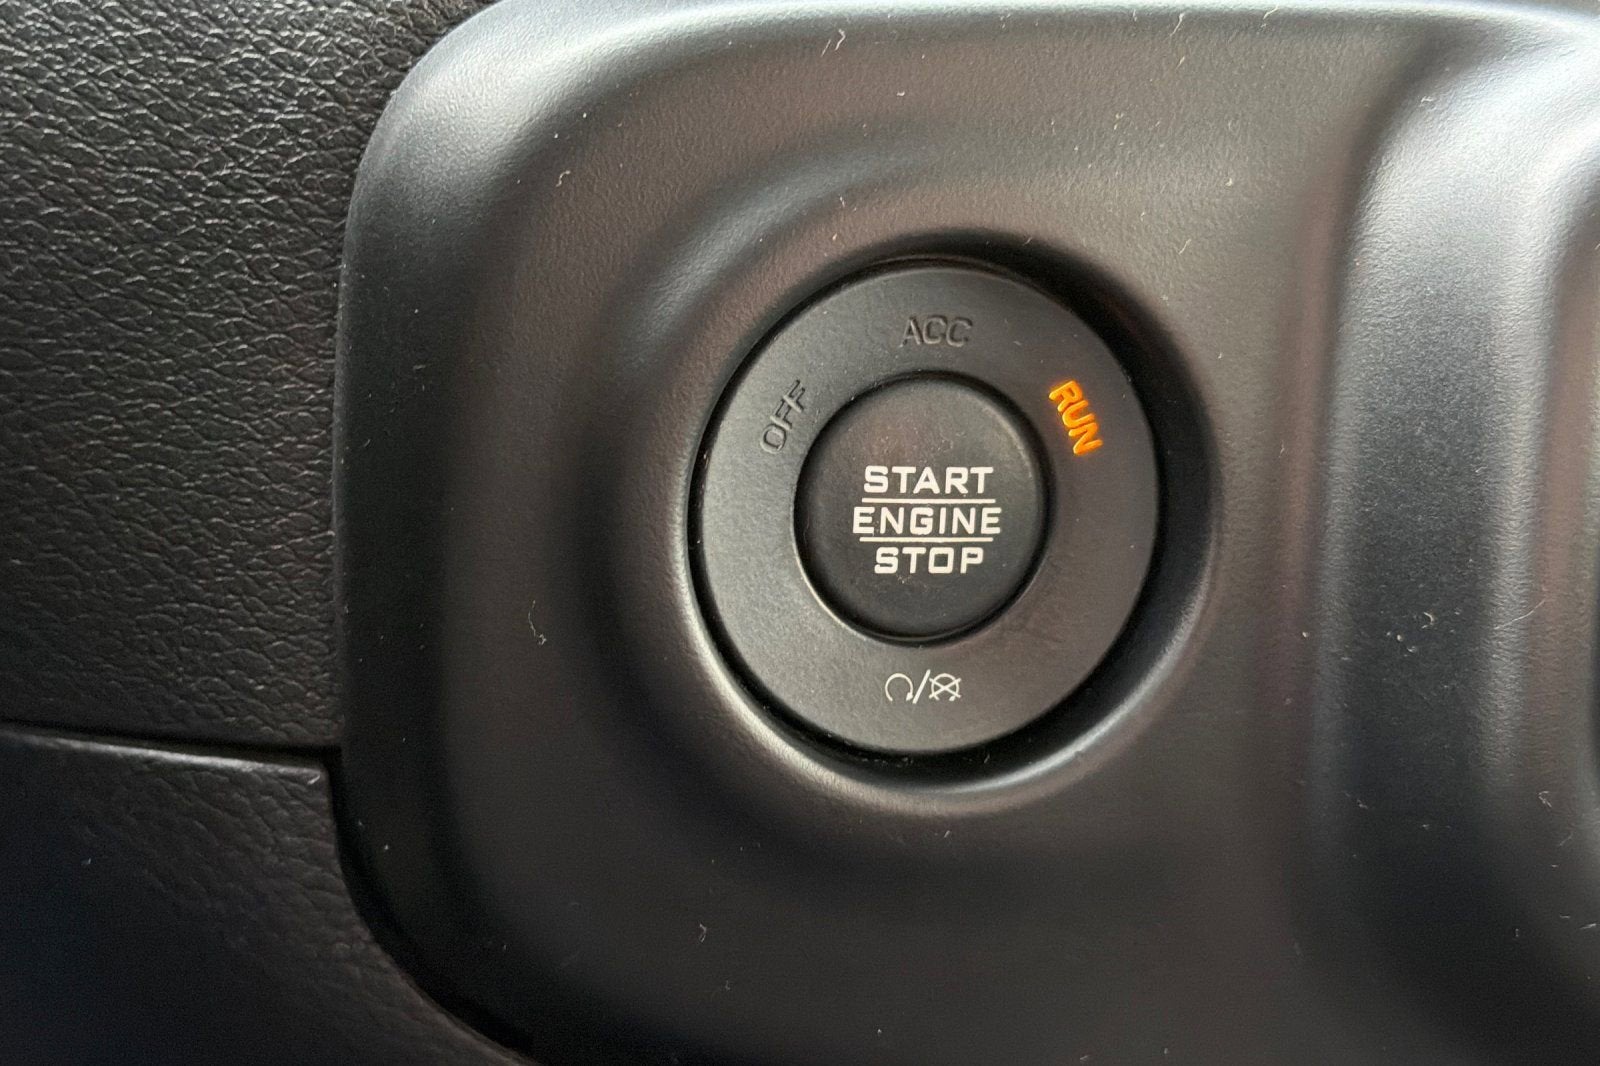 ACC
OFF
RUN
START
ENGINE
STOP